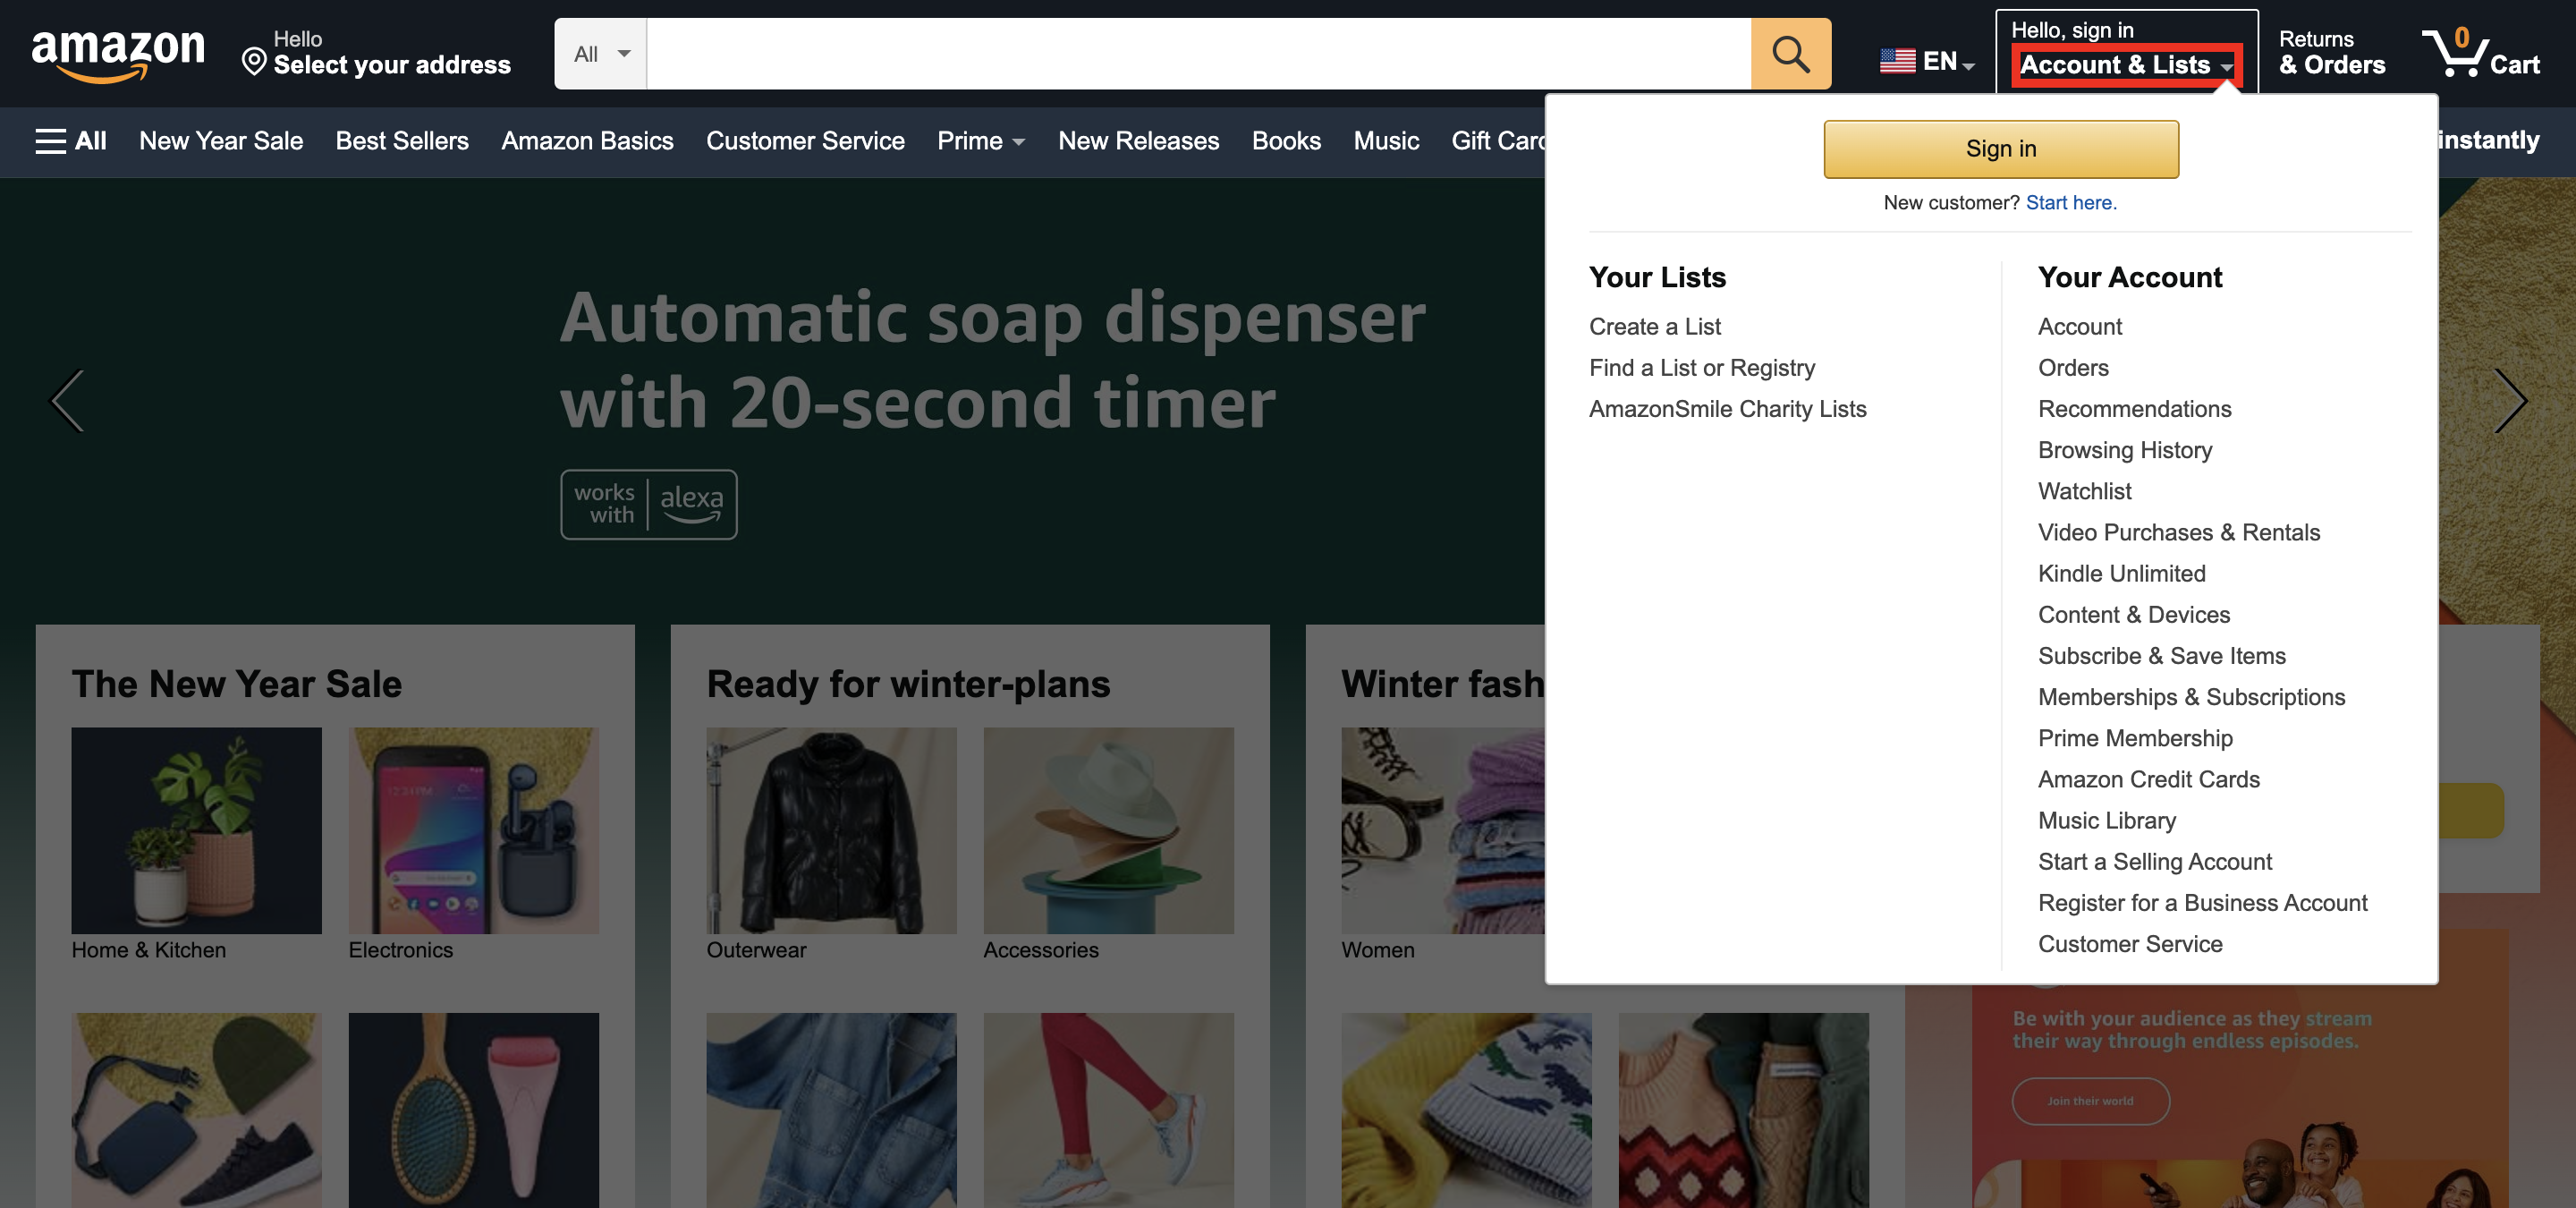 amazon
Hello
Select your address
All
EN
Hello, sign in
Account & Lists
Returns
& Orders
0
Cart
All
New Year Sale
Best Sellers
Amazon Basics
Customer Service
Prime
New Releases
Books
Music
Gift Card
instantly
Sign in
New customer? Start here.
Your Lists
Create a List
Find a List or Registry
AmazonSmile Charity Lists
Your Account
Account
Orders
Recommendations
Browsing History
Watchlist
Video Purchases & Rentals
Kindle Unlimited
Content & Devices
Subscribe & Save Items
Memberships & Subscriptions
Prime Membership
Amazon Credit Cards
Music Library
Start a Selling Account
Register for a Business Account
Customer Service
Automatic soap dispenser
with 20-second timer
works
with
alexa
The New Year Sale
12:34 PM
Home & Kitchen
Electronics
Ready for winter-plans
Outerwear
Accessories
Winter fash
Women
Be with your audience as they stream
their way through endless episodes.
Join their world